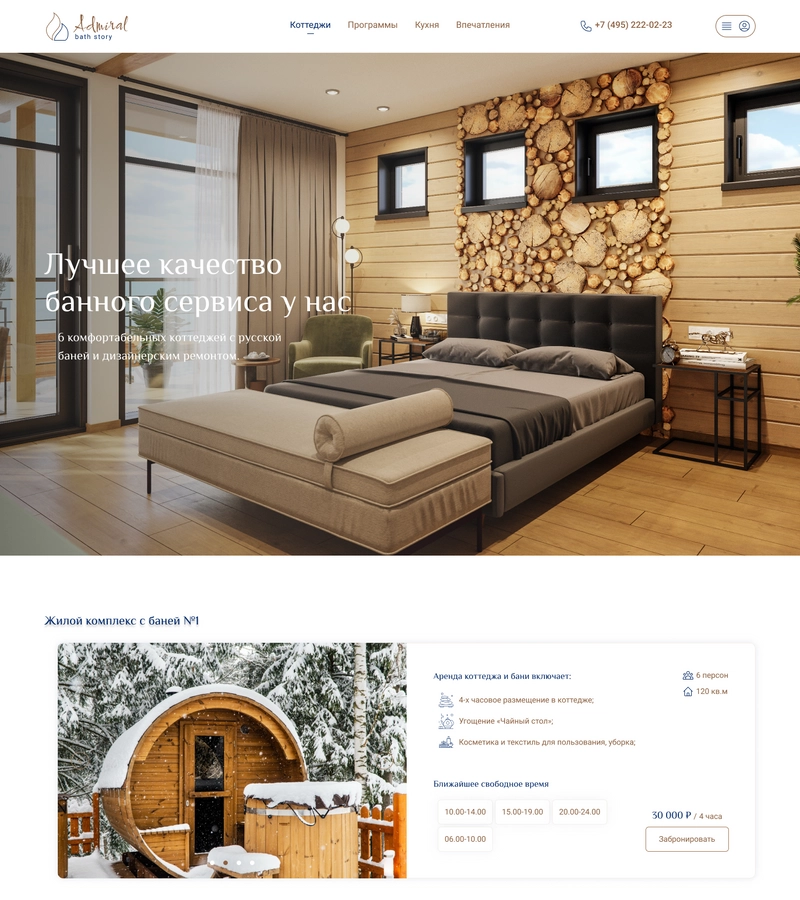 Admiral
bath story
Коттеджи Программы Кухня Впечатления
+7 (495) 222-02-23
Лучшее качество
банного сервиса у нас
6 комфортабельных коттеджей с русской
баней и дизайнерским ремонтом.
Жилой комплекс с баней №1
Аренда коттеджа и бани включает:
4-х часовое размещение в коттедже;
Угощение «Чайный стол»;
Косметика и текстиль для пользования, уборка;
6 персон
120 кв.м
Ближайшее свободное время
10.00-14.00 15.00-19.00 20.00-24.00
06.00-10.00
30 000 ₽ / 4 часа
Забронировать